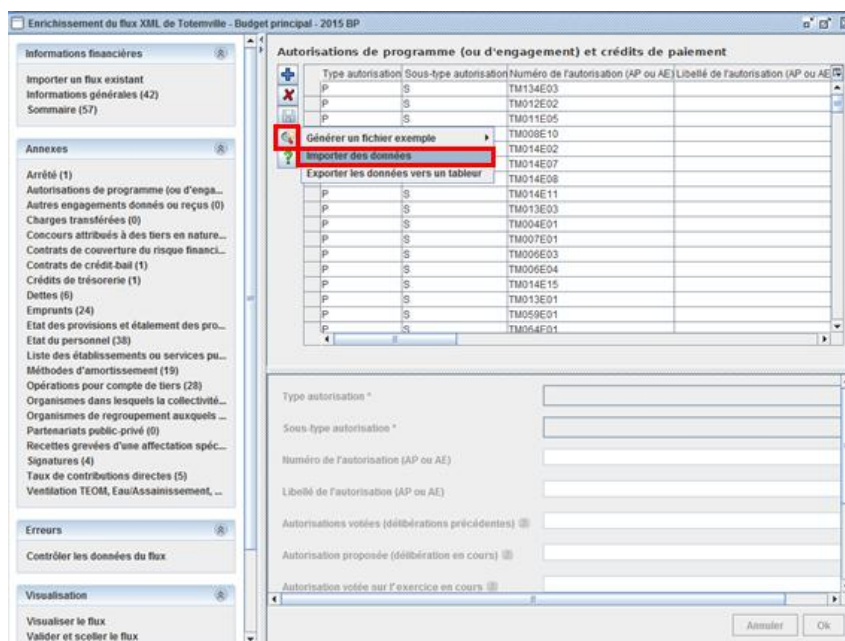 Enrichissement du flux XML de Totemville - Budget principal - 2015 BP
Informations financières
Importer un flux existant
Informations générales (42)
Sommaire (57)
Annexes
Arrêté (1)
Autorisations de programme (ou d'enga...
Autres engagements donnés ou reçus (0)
Charges transférées (0)
Concours attribués à des tiers en nature...
Contrats de couverture du risque financi...
Contrats de crédit-bail (1)
Crédits de trésorerie (1)
Dettes (6)
Emprunts (24)
Etat des provisions et étalement des pro...
Etat du personnel (38)
Liste des établissements ou services pu...
Méthodes d'amortissement (19)
Opérations pour compte de tiers (28)
Organismes dans lesquels la collectivité...
Organismes de regroupement auxquels ...
Partenariats public-privé (0)
Recettes grevées d'une affectation spéc...
Signatures (4)
Taux de contributions directes (5)
Ventilation TEOM, Eau/Assainissement, ...
Erreurs
Contrôler les données du flux
Visualisation
Visualiser le flux
Valider et sceller le flux
Autorisations de programme (ou d'engagement) et crédits de paiement
Type autorisation Sous-type autorisation Numéro de l'autorisation (AP ou AE) Libellé de l'autorisation (AP ou AE
P S TM134E03
P S TM012E02
P S TM011E05
TM008E10
TM014E02
TM014E07
TM014E08
P S TM014E11
P S TM013E03
P S TM004E01
P S TM007E01
P S TM006E03
P S TM006E04
P S TM014E15
P S TM013E01
P S TM059E01
P S TM064E01
Générer un fichier exemple
Importer des données
Exporter les données vers un tableur
Type autorisation *
Sous-type autorisation *
Numéro de l'autorisation (AP ou AE)
Libellé de l'autorisation (AP ou AE)
Autorisations votées (délibérations précédentes)
Autorisation proposée (délibération en cours)
Autorisation votée sur l'exercice en cours
Annuler Ok